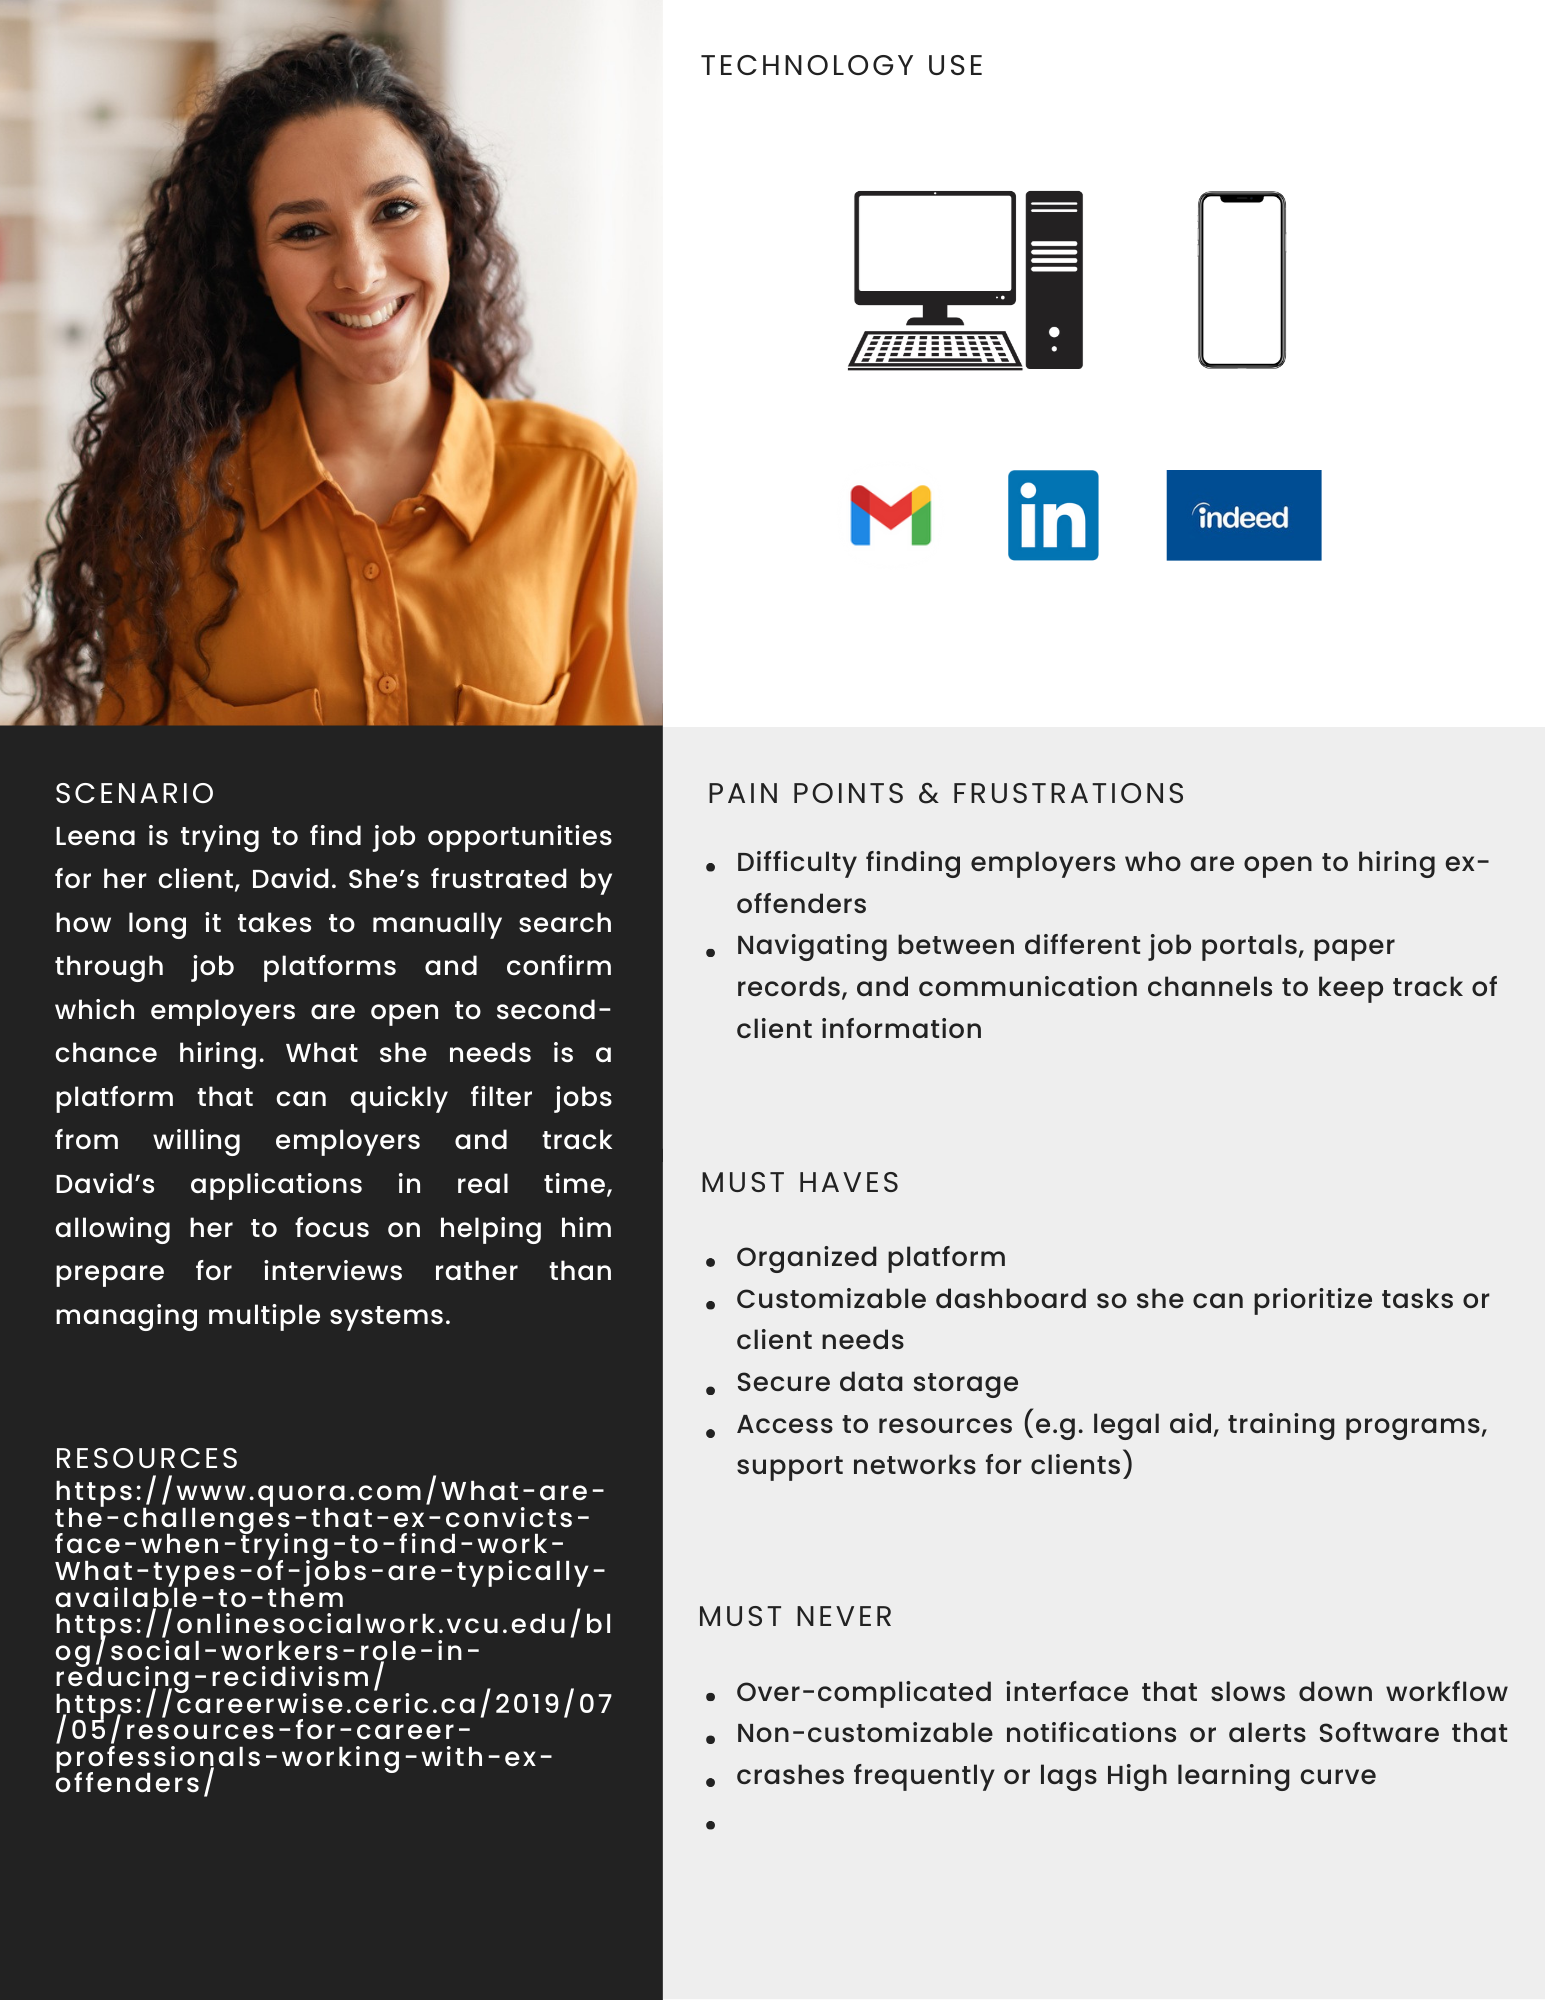 TECHNOLOGY USE
in
indeed
SCENARIO
Leena is trying to find job opportunities
for her client, David. She’s frustrated by
how long it takes to manually search
through job platforms and confirm
which employers are open to second-
chance hiring. What she needs is a
platform that can quickly filter jobs
from willing employers and track
David’s applications in real time,
allowing her to focus on helping him
prepare for interviews rather than
managing multiple systems.
RESOURCES
https://www.quora.com/What-are-
the-challenges-that-ex-convicts-
face-when-trying-to-find-work-
What-types-of-jobs-are-typically-
available-to-them
https://onlinesocialwork.vcu.edu/bl
og/social-workers-role-in-
reducing-recidivism/
https://careerwise.ceric.ca/2019/07
/05/resources-for-career-
professionals-working-with-ex-
offenders/
PAIN POINTS & FRUSTRATIONS
• Difficulty finding employers who are open to hiring ex-
offenders
• Navigating between different job portals, paper
records, and communication channels to keep track of
client information
MUST HAVES
• Organized platform
• Customizable dashboard so she can prioritize tasks or
client needs
• Secure data storage
• Access to resources (e.g. legal aid, training programs,
support networks for clients)
MUST NEVER
• Over-complicated interface that slows down workflow
• Non-customizable notifications or alerts Software that
• crashes frequently or lags High learning curve
•